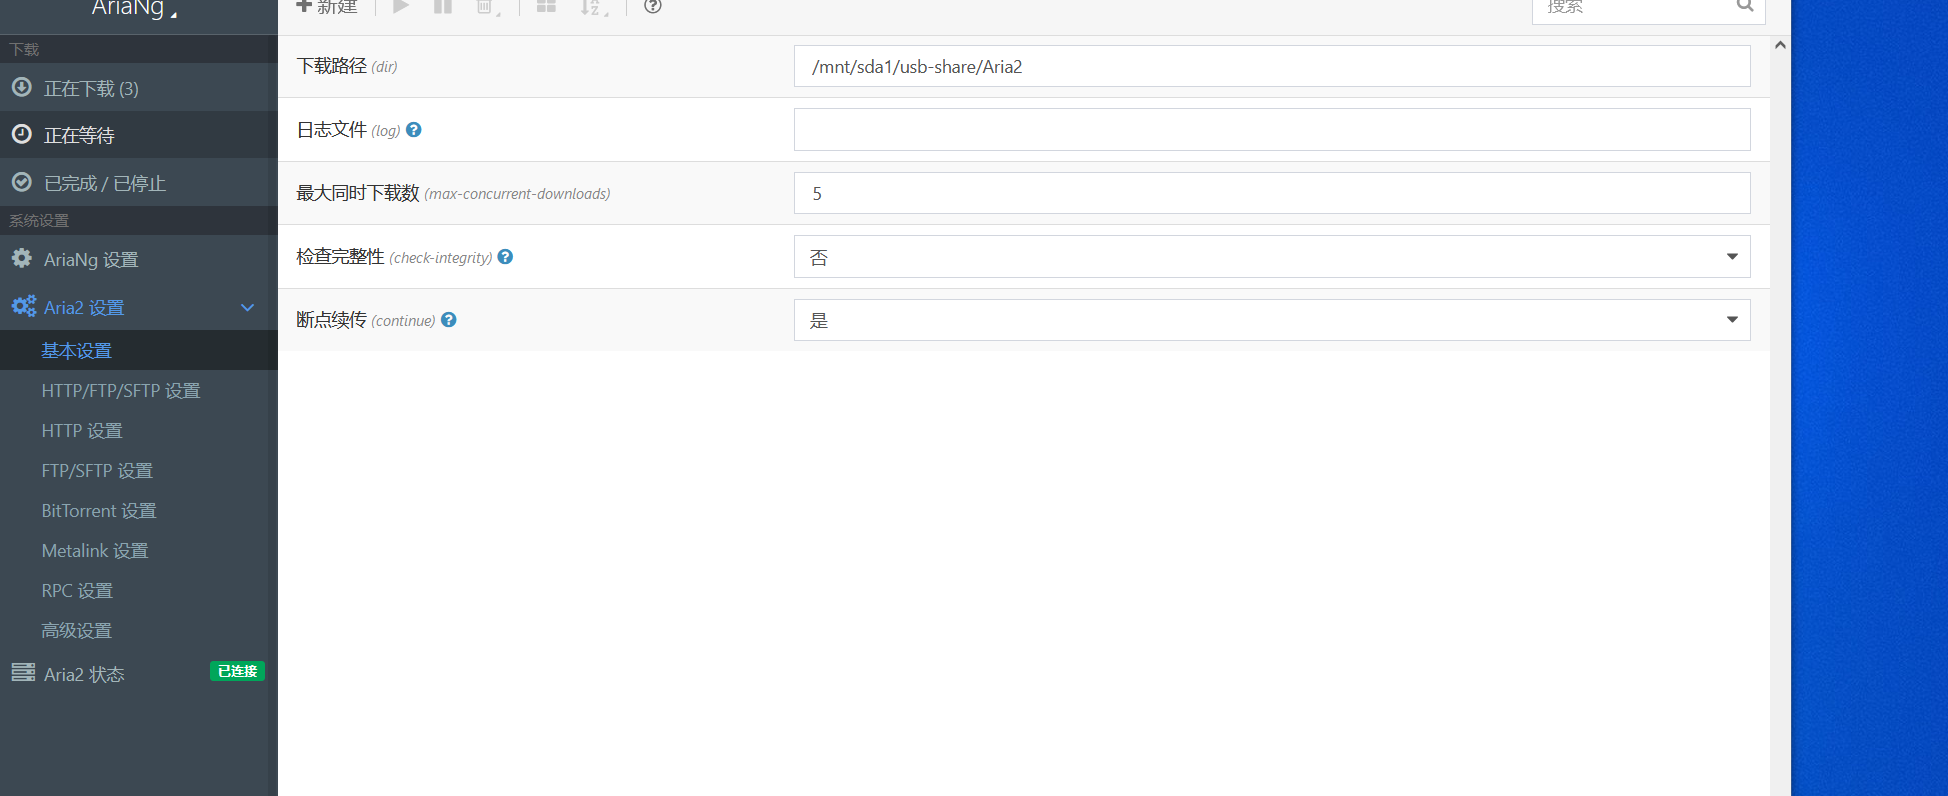 AriaNg
新建
搜索
下载
正在下载 (3)
正在等待
已完成 / 已停止
系统设置
AriaNg 设置
Aria2 设置
基本设置
HTTP/FTP/SFTP 设置
HTTP 设置
FTP/SFTP 设置
BitTorrent 设置
Metalink 设置
RPC 设置
高级设置
Aria2 状态 已连接
下载路径 (dir) /mnt/sda1/usb-share/Aria2
日志文件 (log)
最大同时下载数 (max-concurrent-downloads) 5
检查完整性 (check-integrity) 否
断点续传 (continue) 是